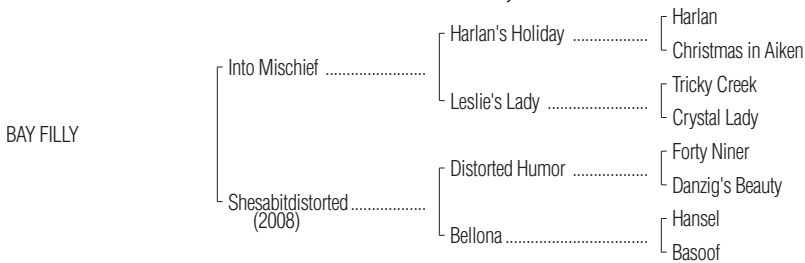 Harlan
Harlan's Holiday ..................
Christmas in Aiken
Into Mischief ........................
Tricky Creek
Leslie's Lady ........................
Crystal Lady
BAY FILLY
Forty Niner
Distorted Humor ..................
Danzig's Beauty
Shesabitdistorted ..................
(2008)
Hansel
Bellona ..................................
Basoof